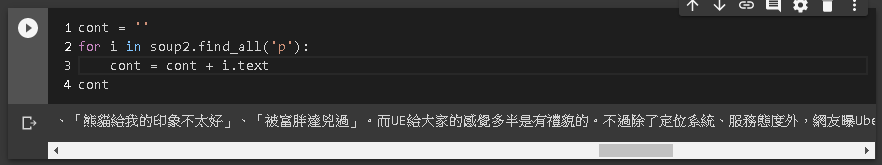 1 cont = ''
2 for i in soup2.find_all('p'):
3     cont = cont + i.text
4 cont
、「熊貓給我的印象不太好」、「被富胖達兇過」。而UE給大家的感覺多半是有禮貌的。不過除了定位系統、服務態度外，網友曝Ube